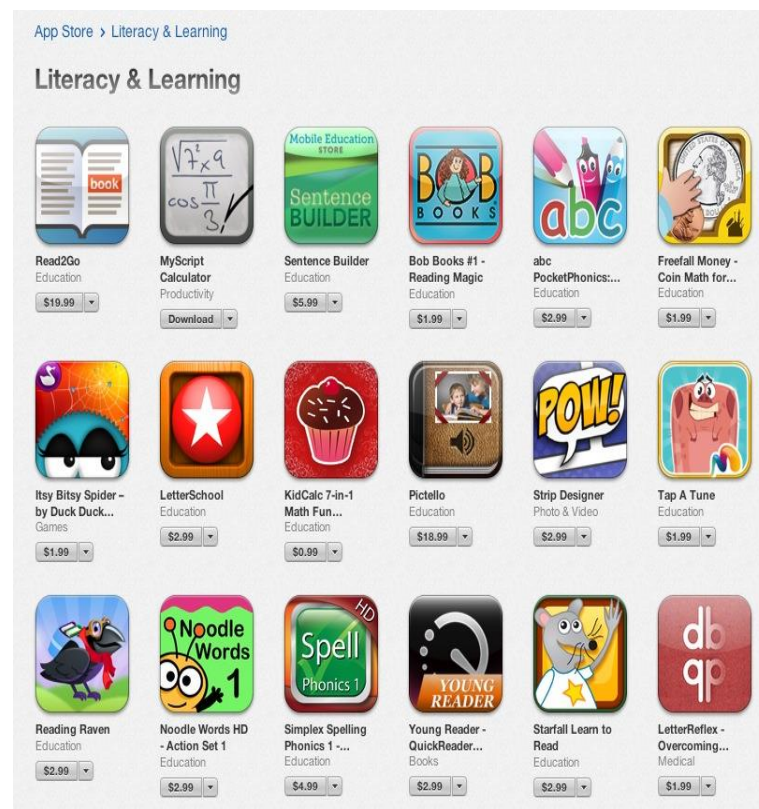 App Store > Literacy & Learning
Literacy & Learning
book
√7²×9
cos π/3,
Mobile Education
STORE
Sentence
BUILDER
BOB
BOOKS
abc
Read2Go
Education
$19.99
MyScript
Calculator
Productivity
Download
Sentence Builder
Education
$5.99
Bob Books #1 -
Reading Magic
Education
$1.99
abc
PocketPhonics:...
Education
$2.99
Freefall Money -
Coin Math for...
Education
$1.99
POW!
Itsy Bitsy Spider –
by Duck Duck...
Games
$1.99
LetterSchool
Education
$2.99
KidCalc 7-in-1
Math Fun...
Education
$0.99
Pictello
Education
$18.99
Strip Designer
Photo & Video
$2.99
Tap A Tune
Education
$1.99
Noodle
Words
1
HD
Spell
Phonics 1
YOUNG
READER
db
qp
Reading Raven
Education
$2.99
Noodle Words HD
- Action Set 1
Education
$2.99
Simplex Spelling
Phonics 1 -...
Education
$4.99
Young Reader -
QuickReader...
Books
$2.99
Starfall Learn to
Read
Education
$2.99
LetterReflex -
Overcoming...
Medical
$1.99